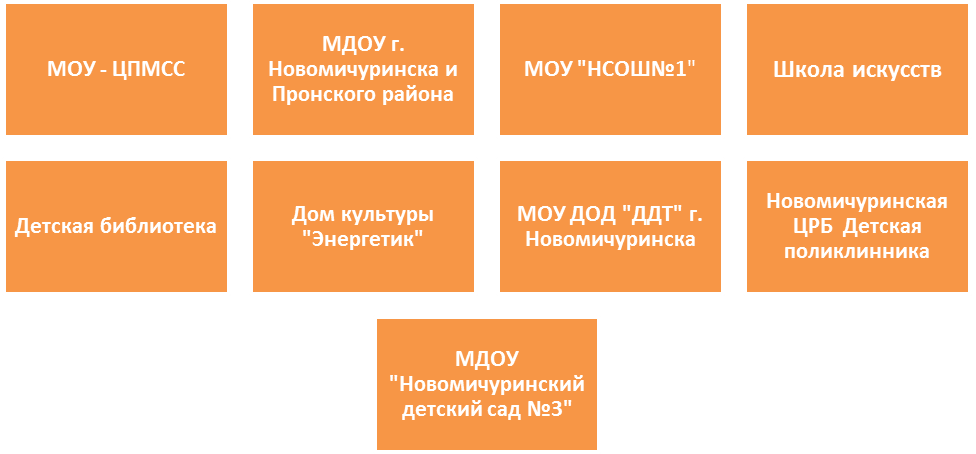 МОУ - ЦПМСС
МДОУ г.
Новомичуринска и
Пронского района
МОУ "НСОШ№1"
Школа искусств
Детская библиотека
Дом культуры
"Энергетик"
МОУ ДОД "ДДТ" г.
Новомичуринска
Новомичуринская
ЦРБ  Детская
поликлинника
МДОУ
"Новомичуринский
детский сад №3"